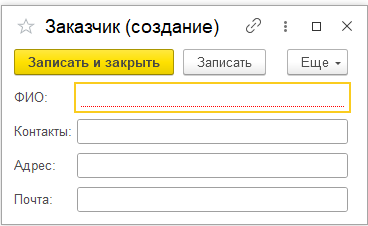 Заказчик (создание)
Записать и закрыть Записать Еще
ФИО:
Контакты:
Адрес:
Почта: